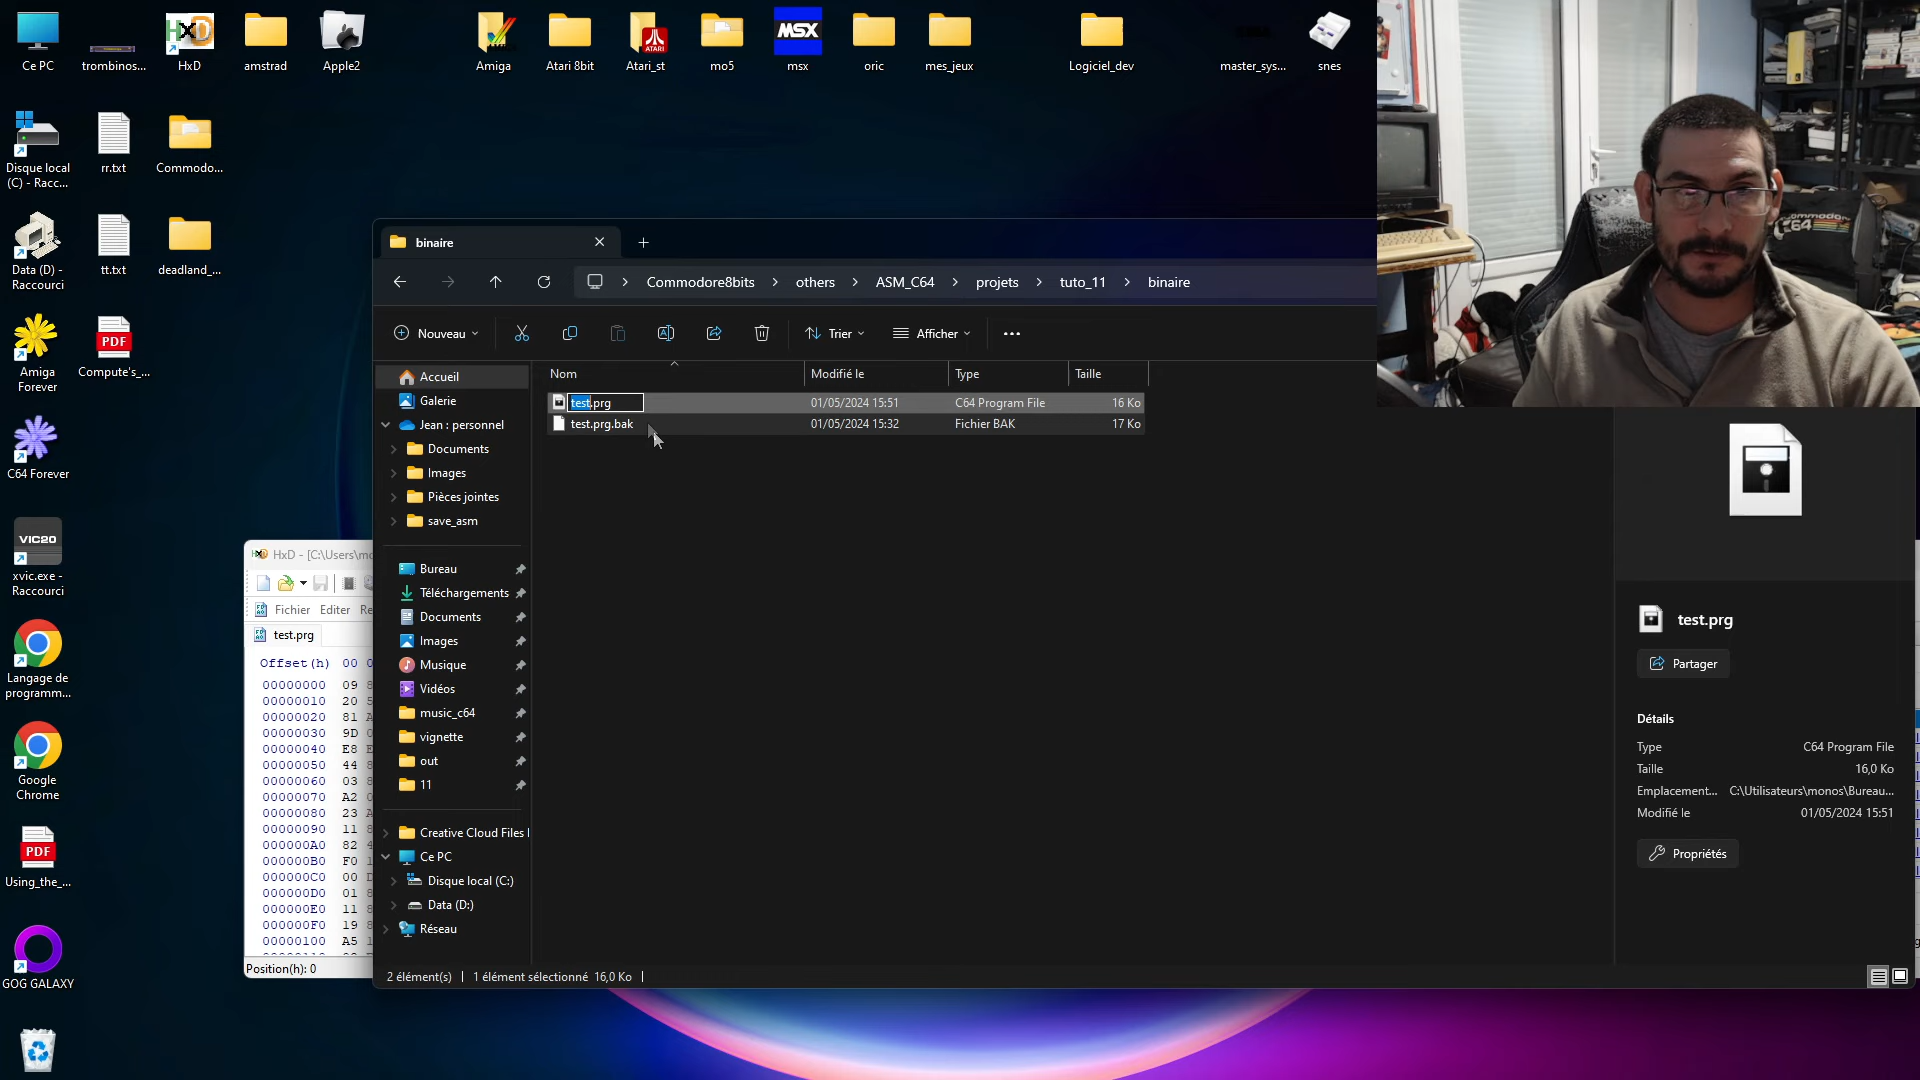 Ce PC
trombinos...
HxD
amstrad
Apple2
Amiga
Atari 8bit
Atari_st
mo5
MSX
msx
oric
mes_jeux
Logiciel_dev
master_sys...
snes
Disque local
(C) - Racc...
rr.txt
Commodo...
Data (D) -
Raccourci
tt.txt
deadland_...
Amiga
Forever
PDF
Compute's_...
C64 Forever
VIC20
xvic.exe -
Raccourci
Langage de
programm...
Google
Chrome
PDF
Using_the_...
GOG GALAXY
binaire
Commodore8bits > others > ASM_C64 > projets > tuto_11 > binaire
Nouveau
Trier
Afficher
Nom
Modifié le
Type
Taille
test.prg
01/05/2024 15:51
C64 Program File
16 Ko
test.prg.bak
01/05/2024 15:32
Fichier BAK
17 Ko
Accueil
Galerie
Jean : personnel
Documents
Images
Pièces jointes
save_asm
Bureau
Téléchargements
Documents
Images
Musique
Vidéos
music_c64
vignette
out
11
Creative Cloud Files
Ce PC
Disque local (C:)
Data (D:)
Réseau
2 élément(s)
1 élément sélectionné 16,0 Ko
test.prg
Partager
Détails
Type
C64 Program File
Taille
16,0 Ko
Emplacement...
C:\Utilisateurs\monos\Bureau...
Modifié le
01/05/2024 15:51
Propriétés
HxD - [C:\Users\mo
Fichier Editer Re
test.prg
Offset(h) 00
00000000 09
00000010 20
00000020 81
00000030 9D
00000040 E8
00000050 44
00000060 03
00000070 A2
00000080 23
00000090 11
000000A0 82
000000B0 F0
000000C0 00
000000D0 01
000000E0 11
000000F0 19
00000100 A5
Position(h): 0
commodore
C64